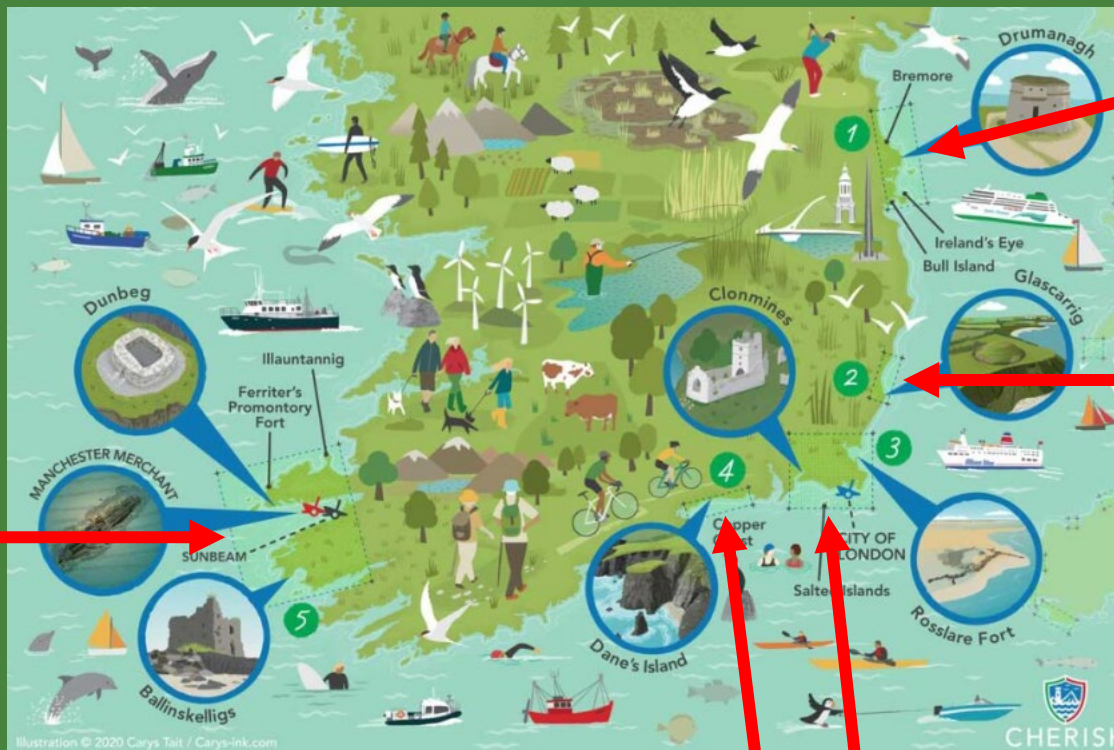 Drumanagh
Bremore
1
Ireland's Eye
Bull Island
Glascarrig
Clonmines
2
Dunbeg
Illauntannig
Ferriter's
Promontory
Fort
3
4
MANCHESTER MERCHANT
SUNBEAM
Copper
CITY OF
LONDON
Islands
Rosslare Fort
Dane's Island
5
Ballinskelligs
Illustration © 2020 Carys Tait / Carys-ink.com
CHERISH